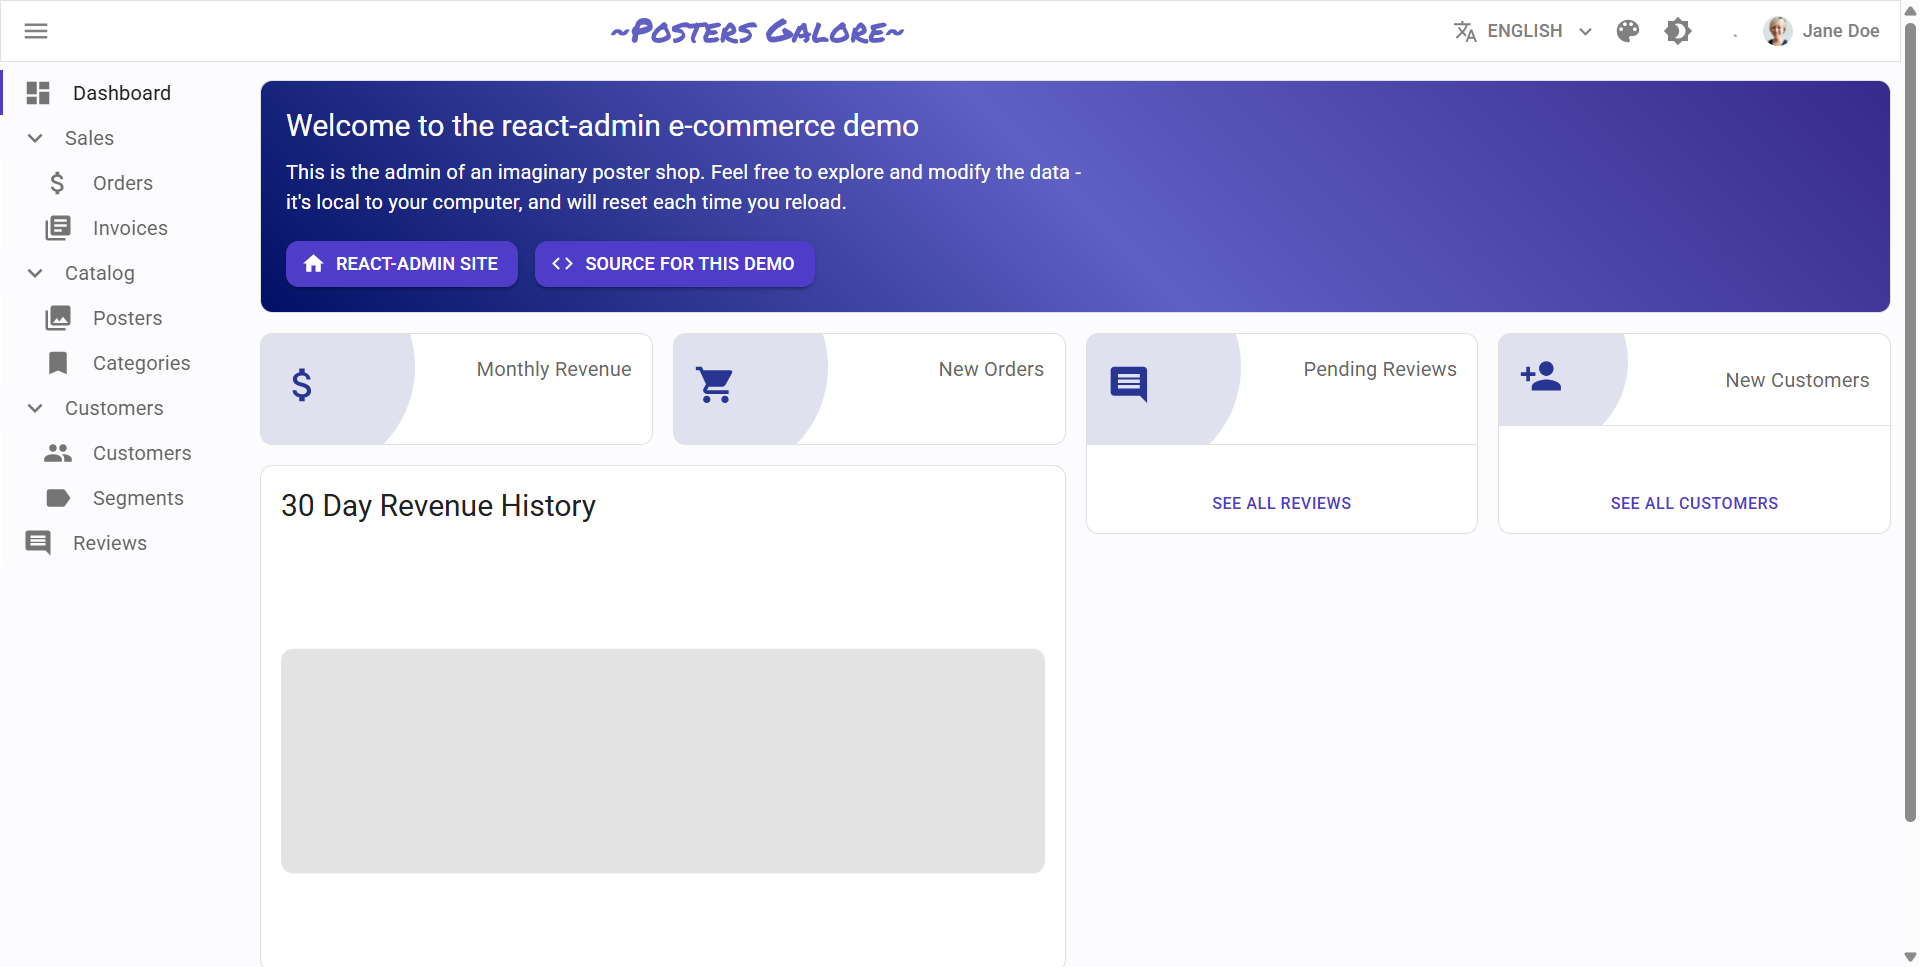 ~Posters Galore~
ENGLISH
Jane Doe
Dashboard
Sales
Orders
Invoices
Catalog
Posters
Categories
Customers
Customers
Segments
Reviews
Welcome to the react-admin e-commerce demo
This is the admin of an imaginary poster shop. Feel free to explore and modify the data -
it's local to your computer, and will reset each time you reload.
REACT-ADMIN SITE
SOURCE FOR THIS DEMO
Monthly Revenue
New Orders
Pending Reviews
New Customers
SEE ALL REVIEWS
SEE ALL CUSTOMERS
30 Day Revenue History